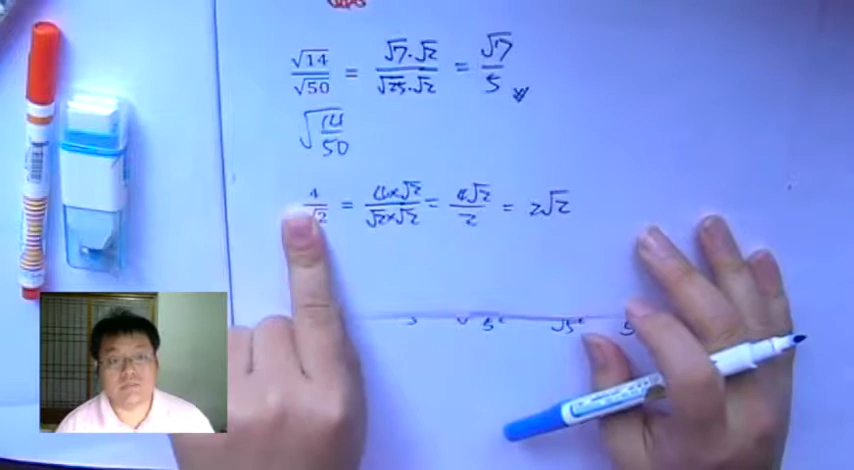 √14/√50 = √7·√2/√25·√2 = √7/5
√14/50
4/√2 = 4×√2/√2×√2 = 4√2/2 = 2√2